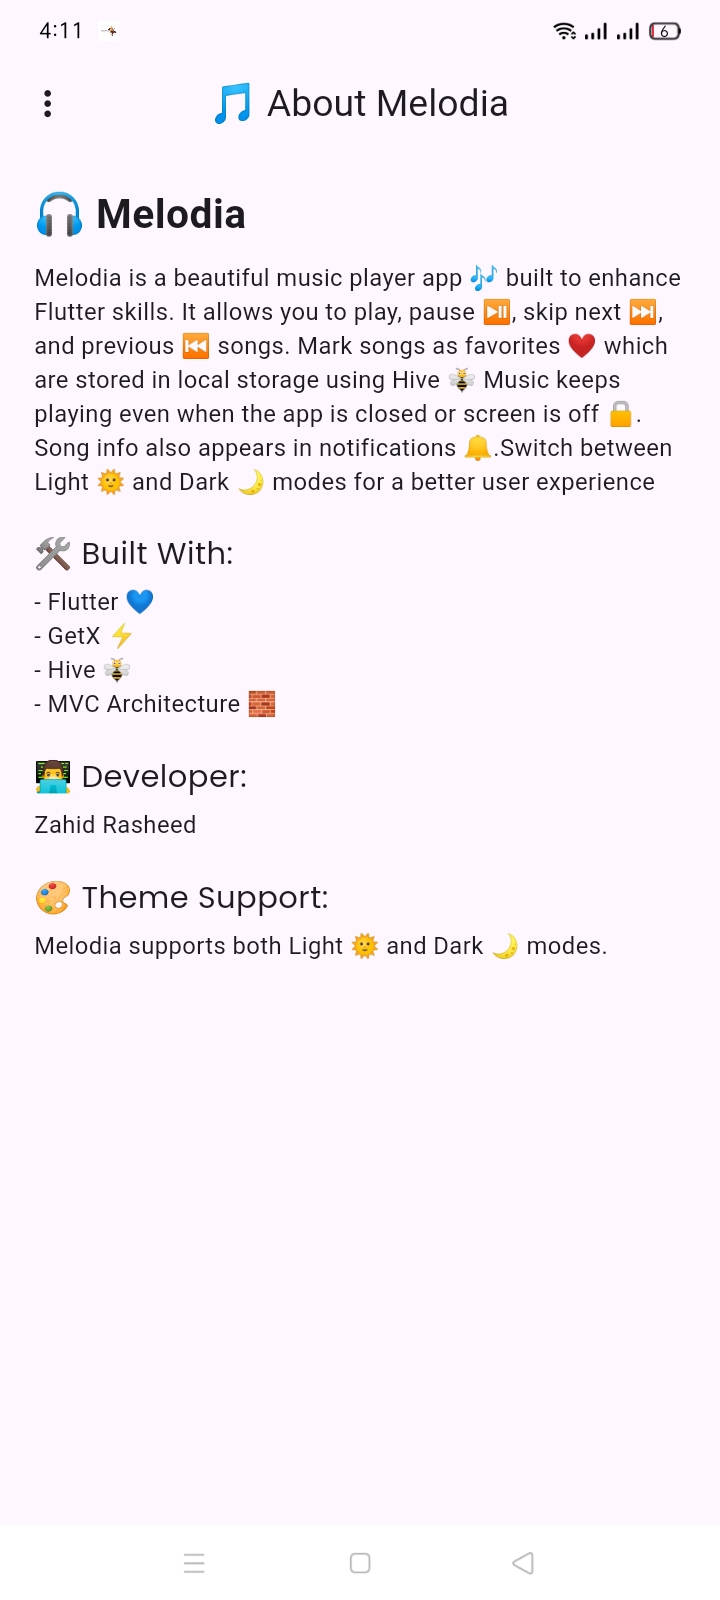 4:11
6
🎵 About Melodia
🎧 Melodia
Melodia is a beautiful music player app 🎶 built to enhance
Flutter skills. It allows you to play, pause ⏯️, skip next ⏭️,
and previous ⏮️ songs. Mark songs as favorites ❤️ which
are stored in local storage using Hive 🐝 Music keeps
playing even when the app is closed or screen is off 🔒.
Song info also appears in notifications 🔔.Switch between
Light 🌞 and Dark 🌙 modes for a better user experience
🛠️ Built With:
- Flutter 💙
- GetX ⚡
- Hive 🐝
- MVC Architecture 🧱
👨‍💻 Developer:
Zahid Rasheed
🎨 Theme Support:
Melodia supports both Light 🌞 and Dark 🌙 modes.